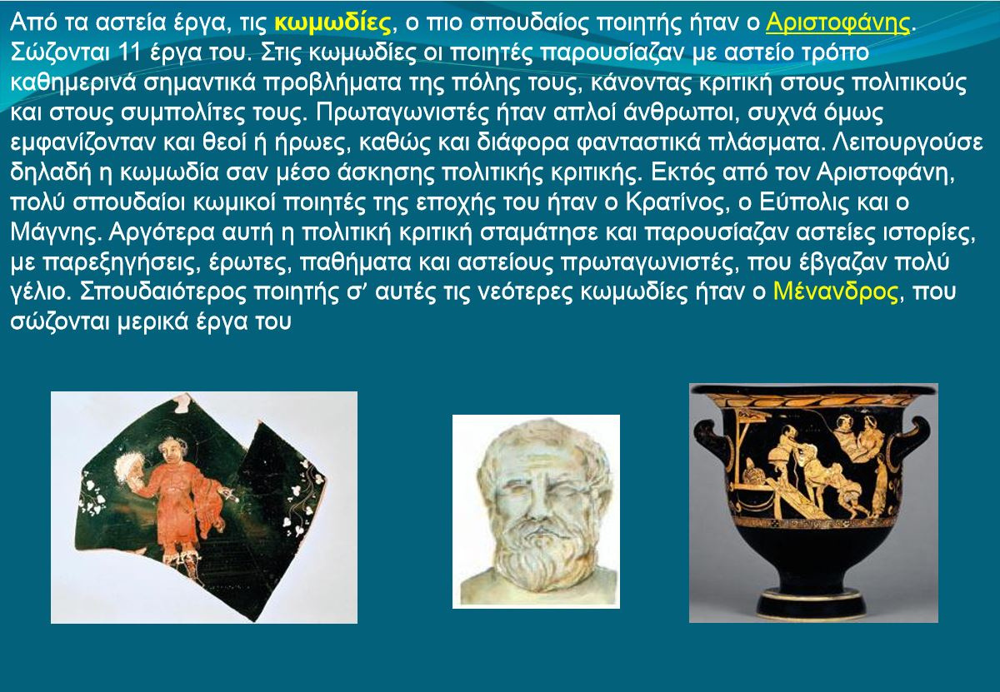 Από τα αστεία έργα, τις κωμωδίες, ο πιο σπουδαίος ποιητής ήταν ο Αριστοφάνης.
Σώζονται 11 έργα του. Στις κωμωδίες οι ποιητές παρουσίαζαν με αστείο τρόπο
καθημερινά σημαντικά προβλήματα της πόλης τους, κάνοντας κριτική στους πολιτικούς
και στους συμπολίτες τους. Πρωταγωνιστές ήταν απλοί άνθρωποι, συχνά όμως
εμφανίζονταν και θεοί ή ήρωες, καθώς και διάφορα φανταστικά πλάσματα. Λειτουργούσε
δηλαδή η κωμωδία σαν μέσο άσκησης πολιτικής κριτικής. Εκτός από τον Αριστοφάνη,
πολύ σπουδαίοι κωμικοί ποιητές της εποχής του ήταν ο Κρατίνος, ο Εύπολις και ο
Μάγνης. Αργότερα αυτή η πολιτική κριτική σταμάτησε και παρουσίαζαν αστείες ιστορίες,
με παρεξηγήσεις, έρωτες, παθήματα και αστείους πρωταγωνιστές, που έβγαζαν πολύ
γέλιο. Σπουδαιότερος ποιητής σ’ αυτές τις νεότερες κωμωδίες ήταν ο Μένανδρος, που
σώζονται μερικά έργα του